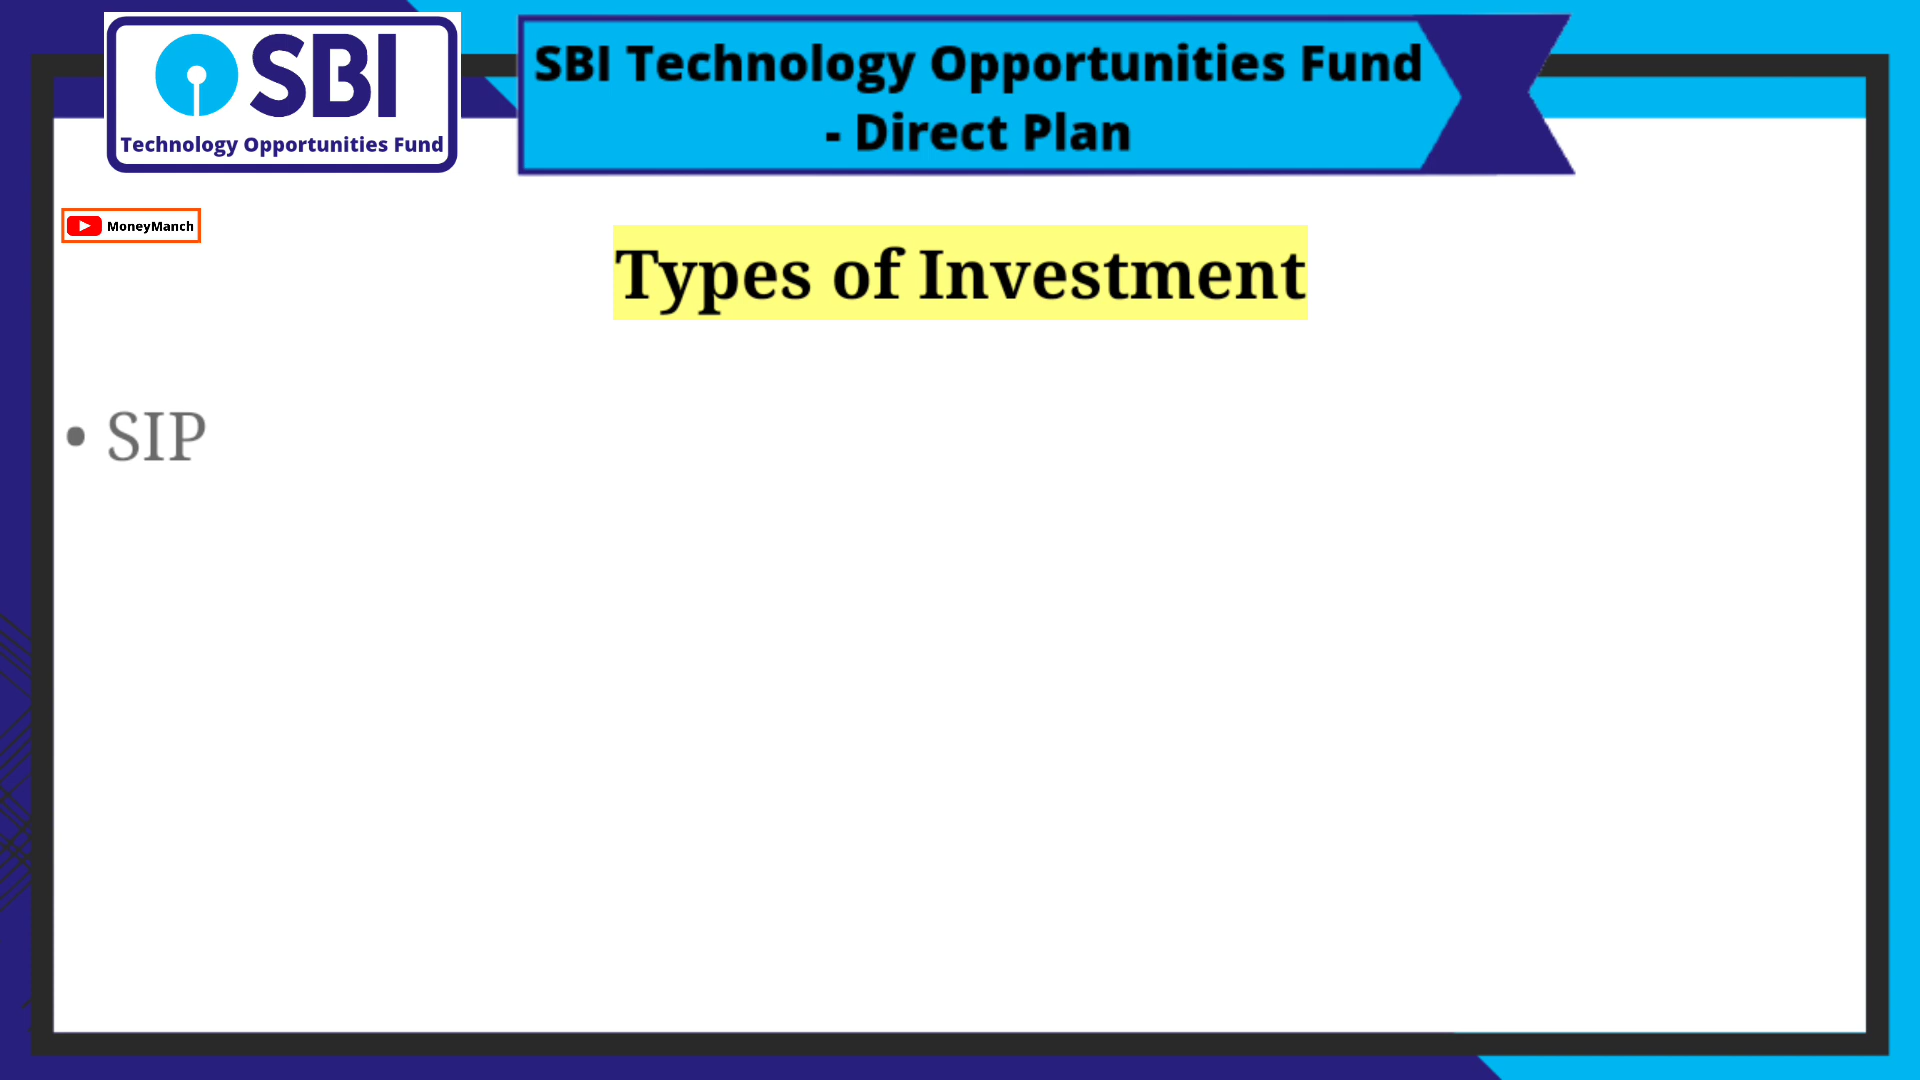 SBI
Technology Opportunities Fund
SBI Technology Opportunities Fund
- Direct Plan
MoneyManch
Types of Investment
• SIP